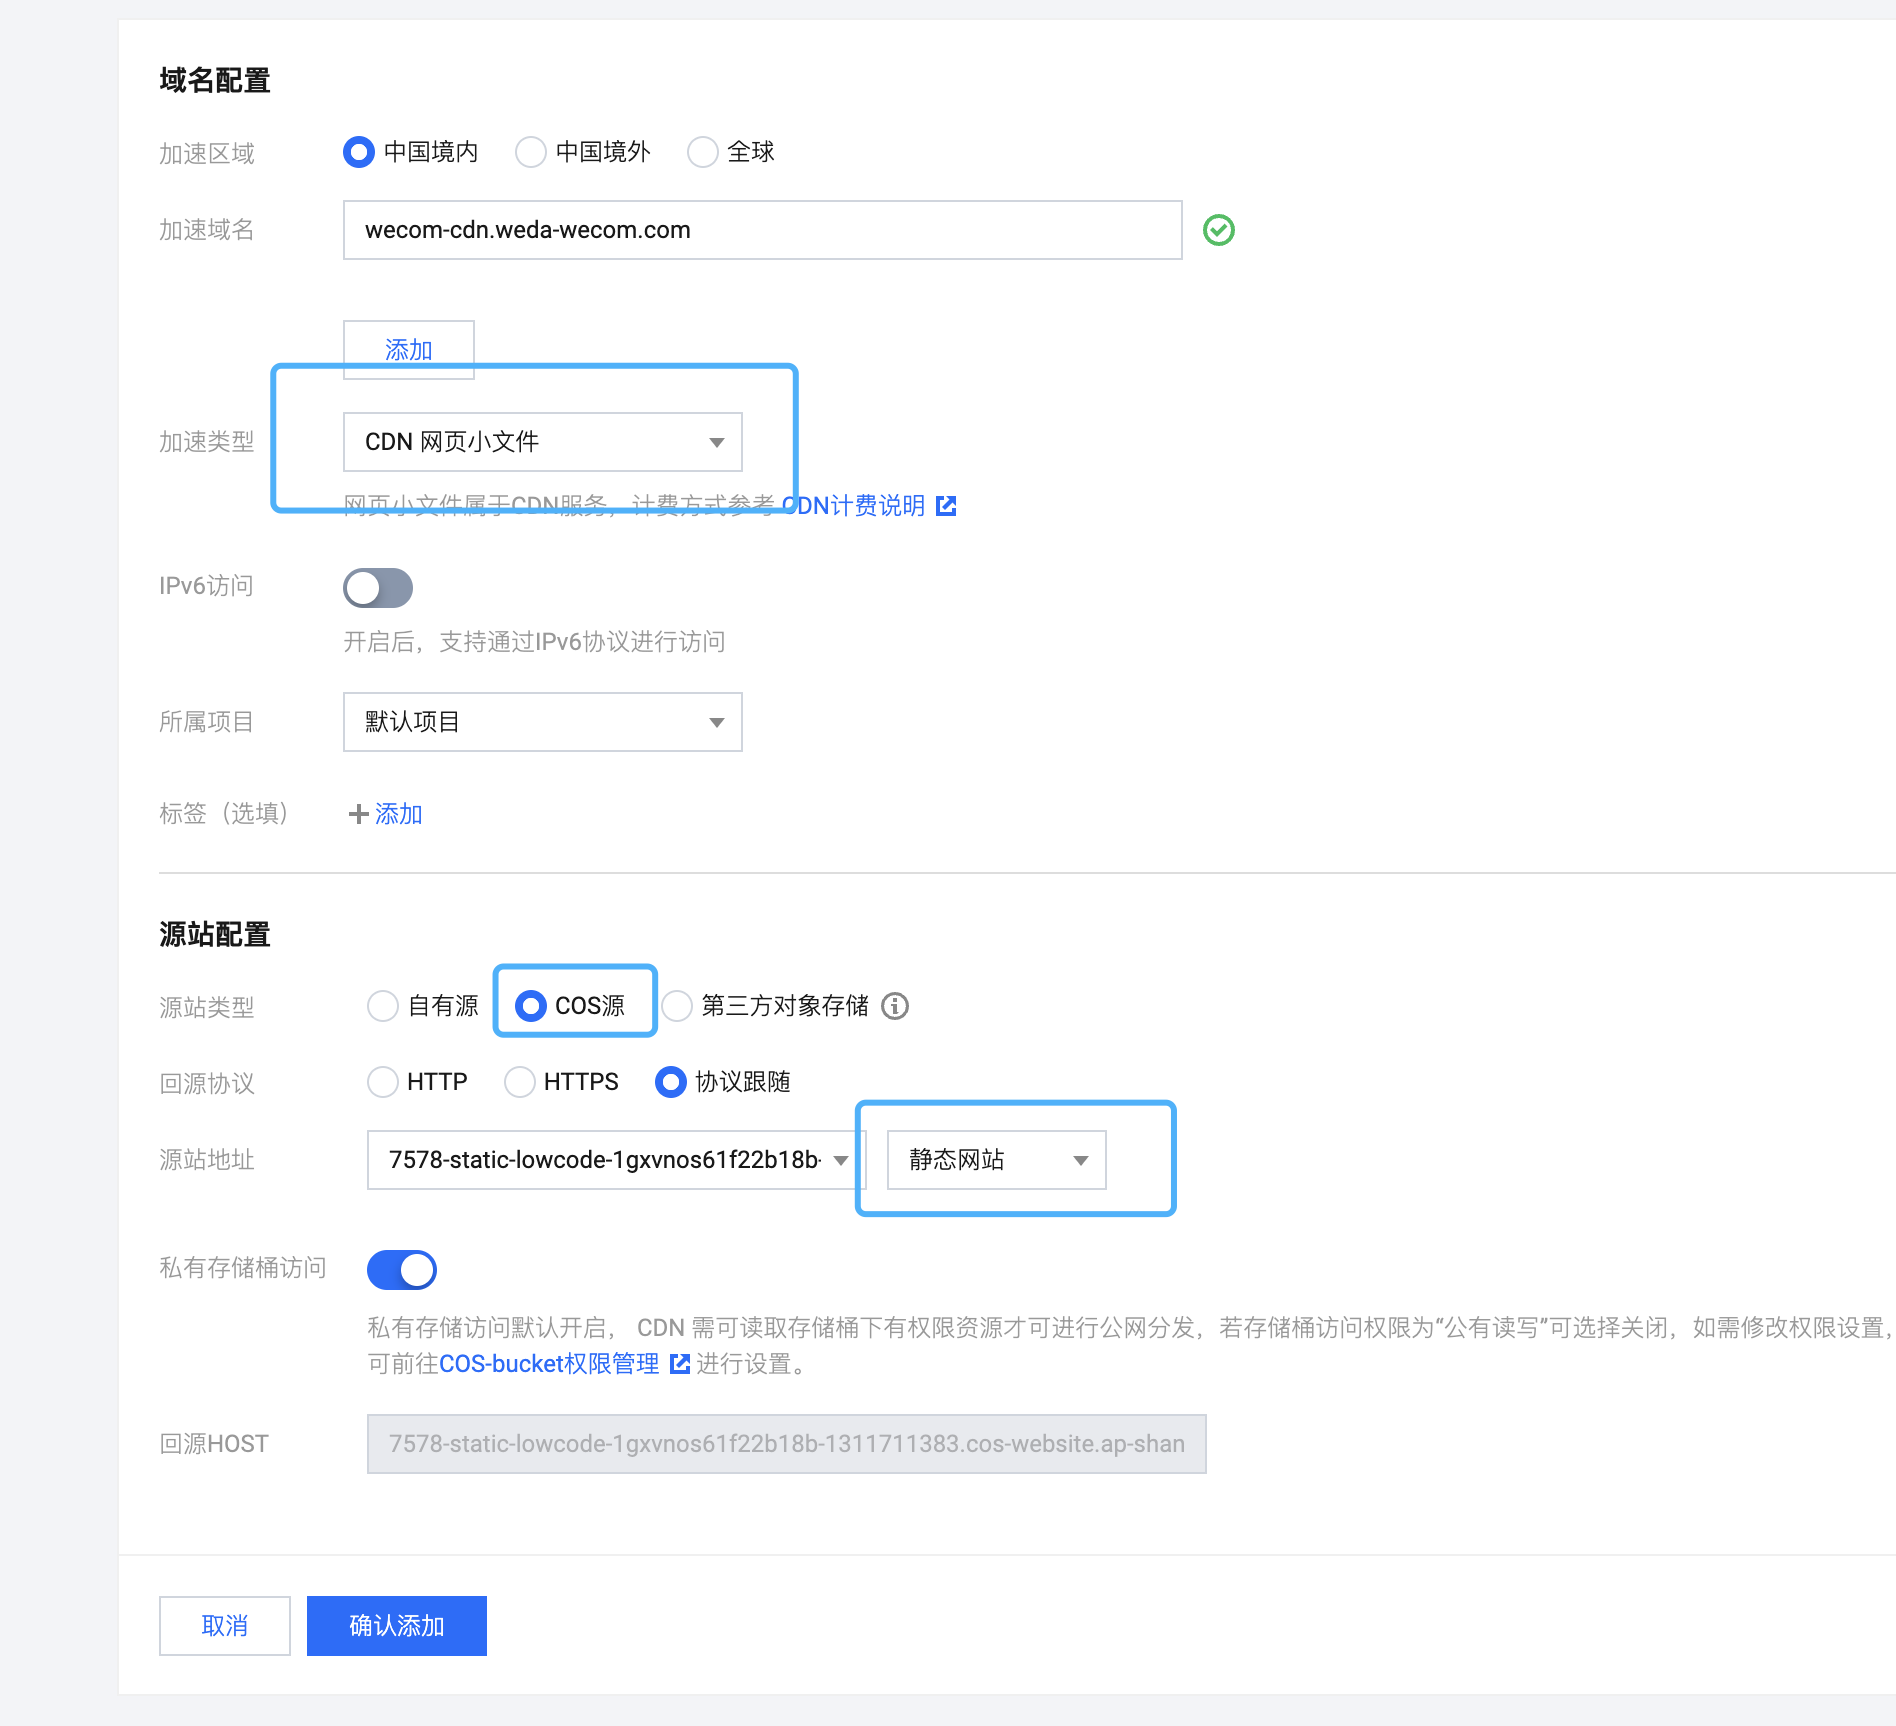 域名配置
加速区域 中国境内 中国境外 全球
加速域名 wecom-cdn.weda-wecom.com
添加
加速类型 CDN 网页小文件
网页小文件属于CDN服务，计费方式参考 CDN计费说明
IPv6访问
开启后，支持通过IPv6协议进行访问
所属项目 默认项目
标签（选填） 添加
源站配置
源站类型 自有源 COS源 第三方对象存储
回源协议 HTTP HTTPS 协议跟随
源站地址 7578-static-lowcode-1gxvnos61f22b18b- 静态网站
私有存储桶访问
私有存储访问默认开启， CDN 需可读取存储桶下有权限资源才可进行公网分发，若存储桶访问权限为“公有读写”可选择关闭，如需修改权限设置，
可前往COS-bucket权限管理 进行设置。
回源HOST 7578-static-lowcode-1gxvnos61f22b18b-1311711383.cos-website.ap-shan
取消 确认添加